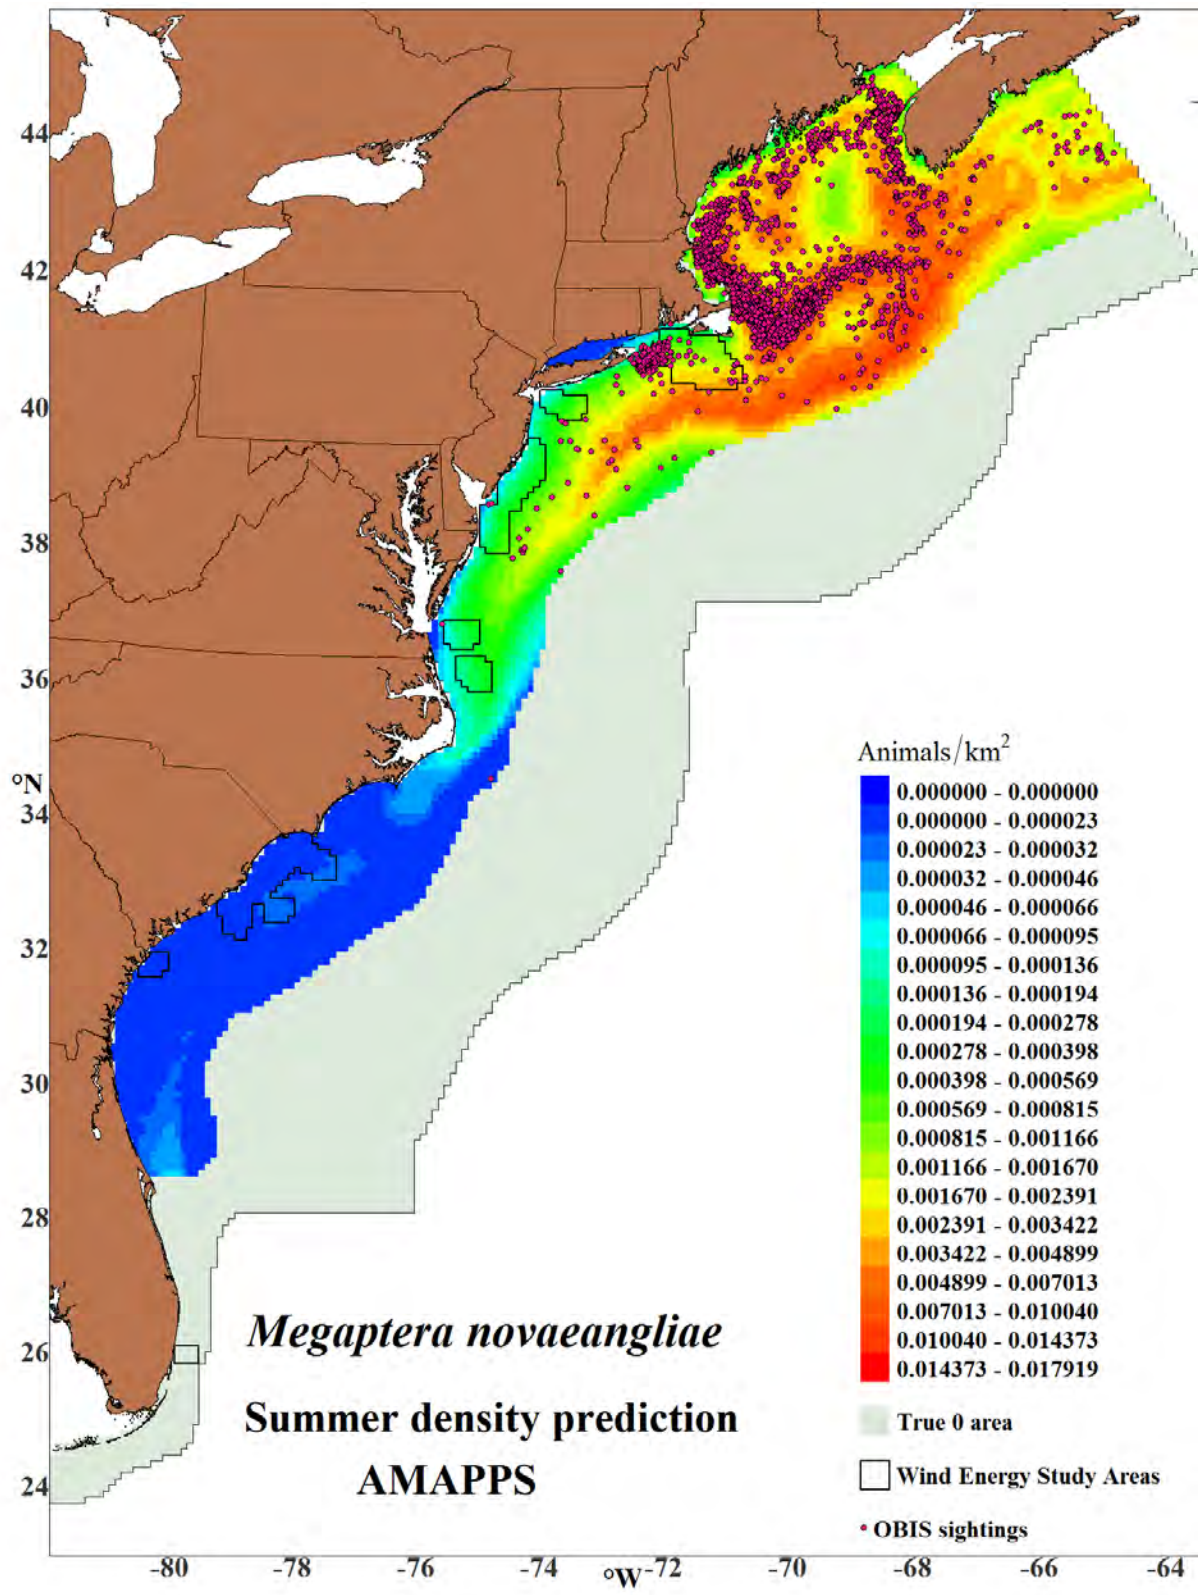 44
42
40
38
36
°N
34
32
30
28
26
24
Animals/km²
0.000000 - 0.000000
0.000000 - 0.000023
0.000023 - 0.000032
0.000032 - 0.000046
0.000046 - 0.000066
0.000066 - 0.000095
0.000095 - 0.000136
0.000136 - 0.000194
0.000194 - 0.000278
0.000278 - 0.000398
0.000398 - 0.000569
0.000569 - 0.000815
0.000815 - 0.001166
0.001166 - 0.001670
0.001670 - 0.002391
0.002391 - 0.003422
0.003422 - 0.004899
0.004899 - 0.007013
0.007013 - 0.010040
0.010040 - 0.014373
0.014373 - 0.017919
True 0 area
Wind Energy Study Areas
OBIS sightings
Megaptera novaeangliae
Summer density prediction
AMAPPS
-80 -78 -76 -74 °W -72 -70 -68 -66 -64